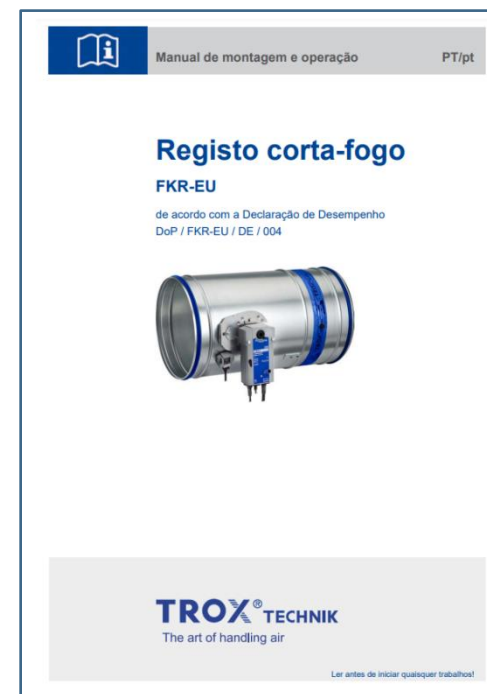 Manual de montagem e operação PT/pt
Registo corta-fogo
FKR-EU
de acordo com a Declaração de Desempenho
DoP / FKR-EU / DE / 004
TROX® TECHNIK
The art of handling air
Ler antes de iniciar quaisquer trabalhos!